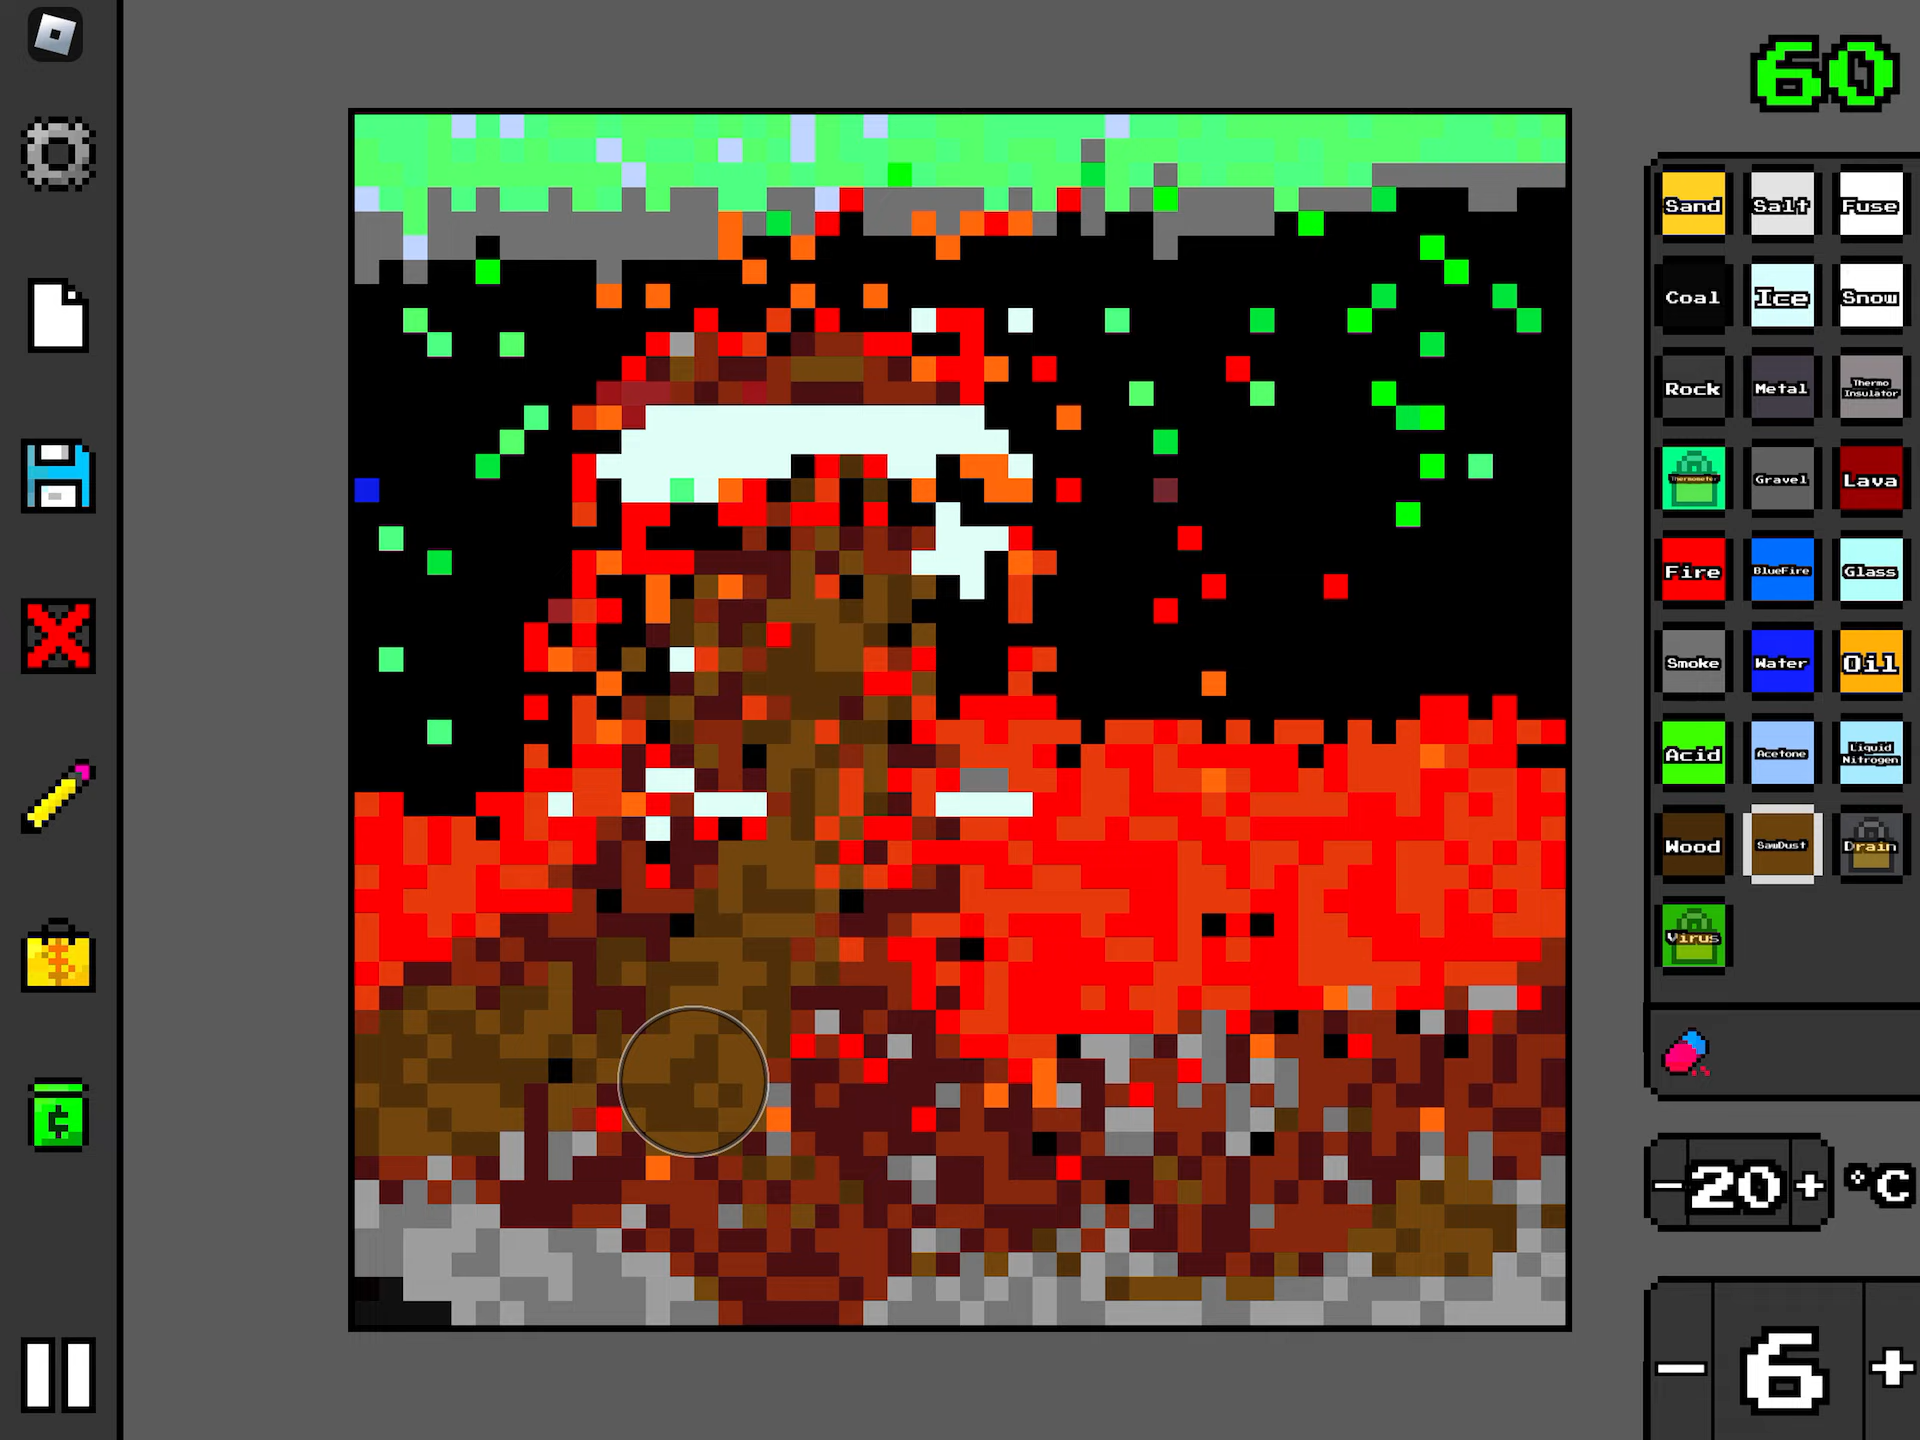 60
Sand Salt Fuse
Coal Ice Snow
Rock Metal Thermo Insulator
Thermometer Gravel Lava
Fire BlueFire Glass
Smoke Water Oil
Acid Acetone Liquid Nitrogen
Wood SawDust Drain
Virus
-20+ °C
- 6 +